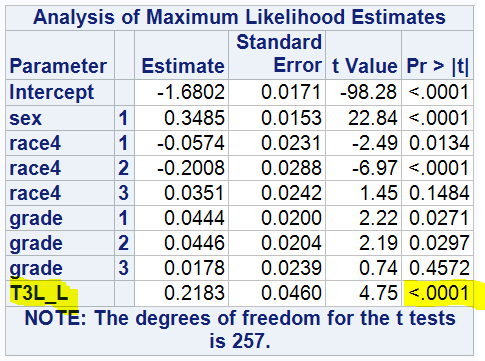 Analysis of Maximum Likelihood Estimates
Parameter Estimate Standard Error t Value Pr > |t|
Intercept -1.6802 0.0171 -98.28 <.0001
sex 1 0.3485 0.0153 22.84 <.0001
race4 1 -0.0574 0.0231 -2.49 0.0134
race4 2 -0.2008 0.0288 -6.97 <.0001
race4 3 0.0351 0.0242 1.45 0.1484
grade 1 0.0444 0.0200 2.22 0.0271
grade 2 0.0446 0.0204 2.19 0.0297
grade 3 0.0178 0.0239 0.74 0.4572
T3L_L 0.2183 0.0460 4.75 <.0001
NOTE: The degrees of freedom for the t tests
is 257.